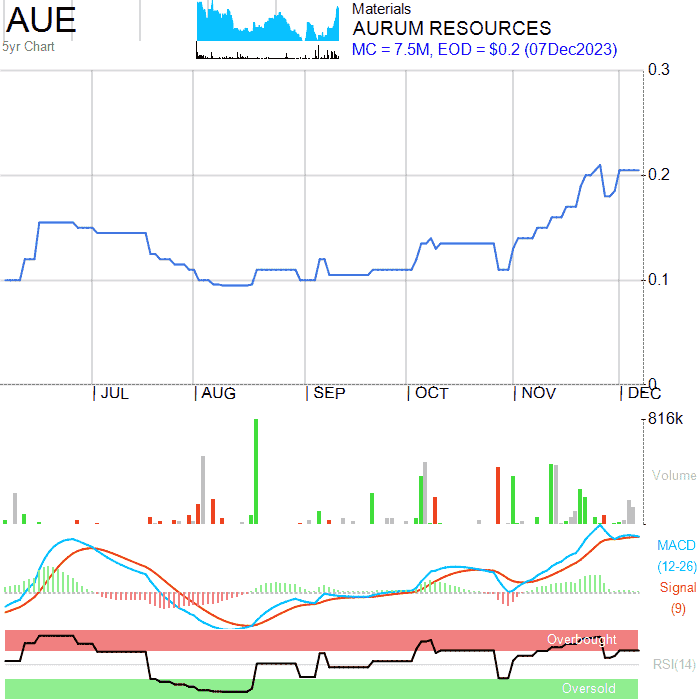 AUE
5yr Chart
Materials
AURUM RESOURCES
MC = 7.5M, EOD = $0.2 (07Dec2023)
0.3
0.2
0.1
0
JUL AUG SEP OCT NOV DEC
816k
Volume
MACD
(12-26)
Signal
(9)
Overbought
RSI(14)
Oversold